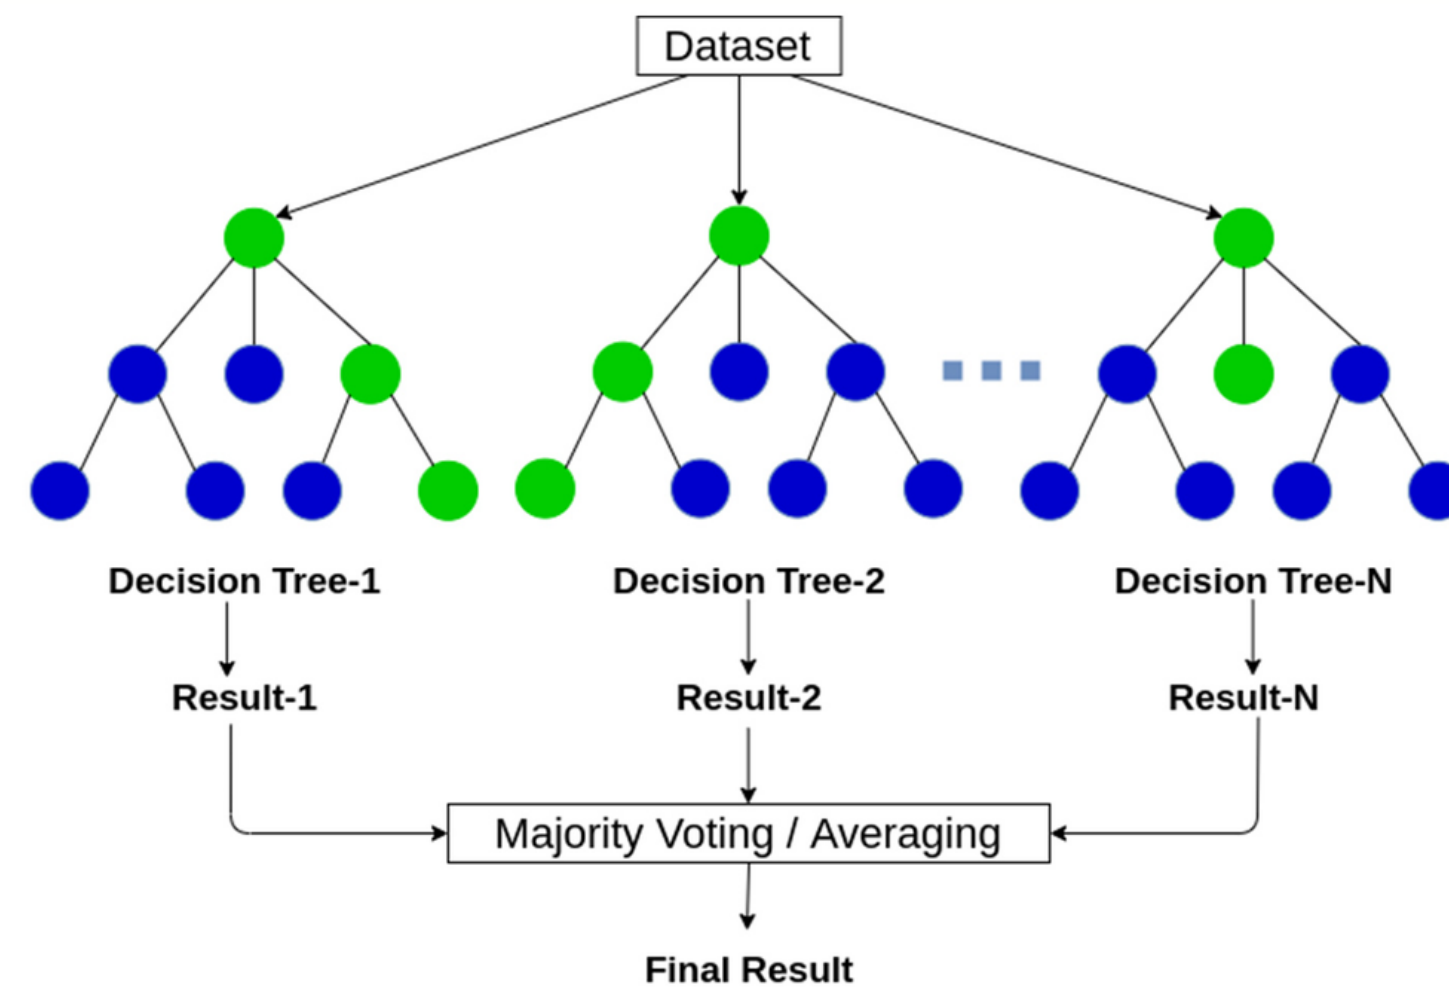 Dataset
Decision Tree-1
Decision Tree-2
Decision Tree-N
Result-1
Result-2
Result-N
Majority Voting / Averaging
Final Result